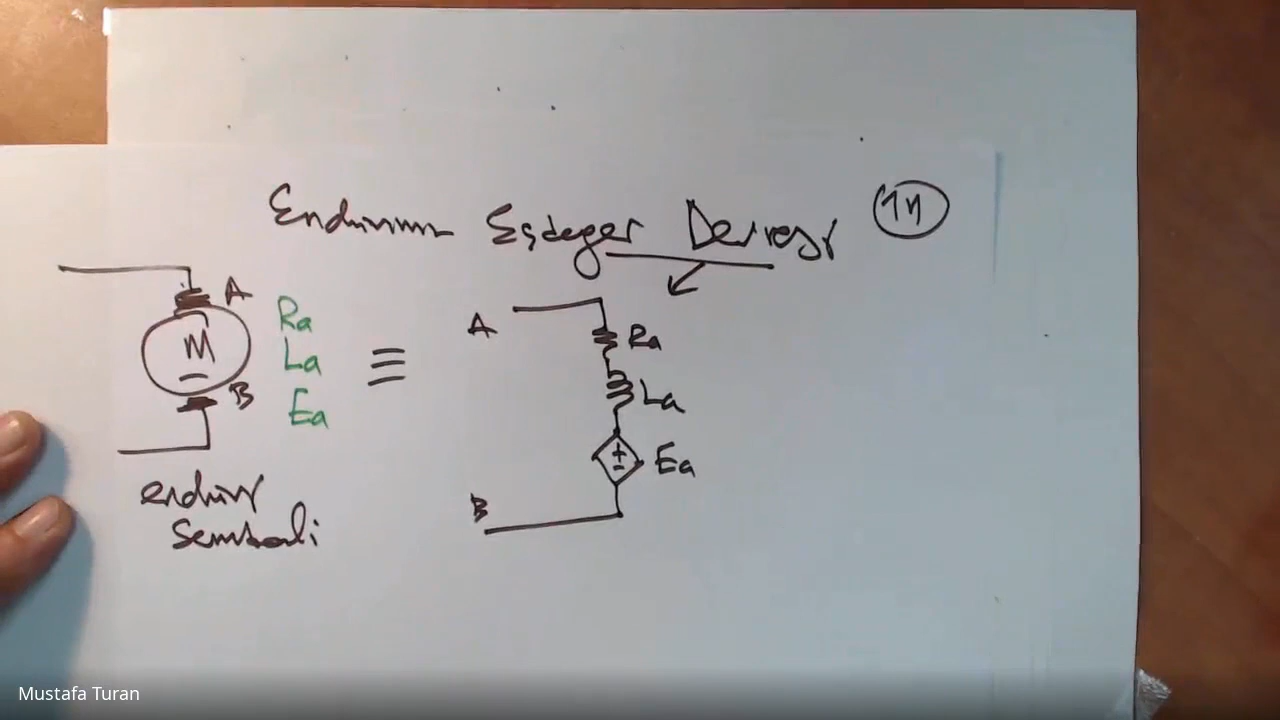 Endüvinin Eşdeğer Devresi 14
A
M
B
Ra
La
Ea
≡
A
Ra
La
+
-
Ea
B
endüvi
Sembolü
Mustafa Turan